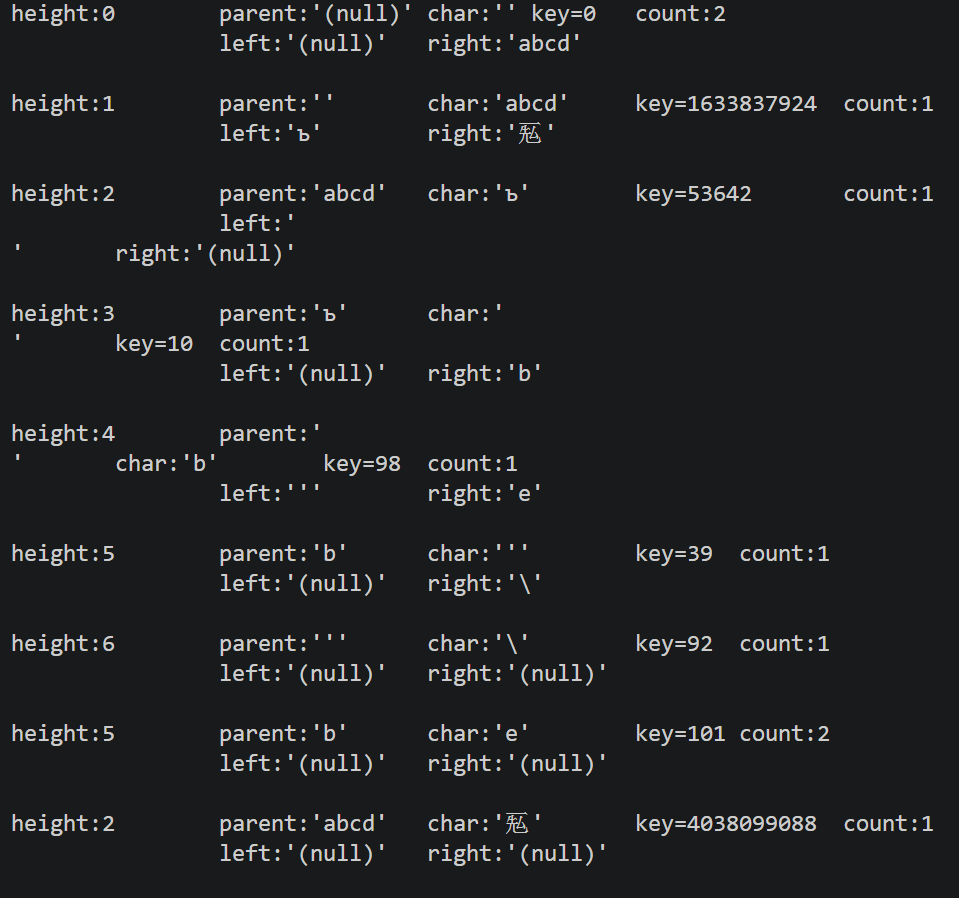 height:0 parent:'(null)' char:'' key=0 count:2
left:'(null)' right:'abcd'
height:1 parent:'' char:'abcd' key=1633837924 count:1
left:'ъ' right:'𰀐'
height:2 parent:'abcd' char:'ъ' key=53642 count:1
left:'
' right:'(null)'
height:3 parent:'ъ' char:'
' key=10 count:1
left:'(null)' right:'b'
height:4 parent:'
' char:'b' key=98 count:1
left:''' right:'e'
height:5 parent:'b' char:''' key=39 count:1
left:'(null)' right:'\'
height:6 parent:''' char:'\' key=92 count:1
left:'(null)' right:'(null)'
height:5 parent:'b' char:'e' key=101 count:2
left:'(null)' right:'(null)'
height:2 parent:'abcd' char:'𰀐' key=4038099088 count:1
left:'(null)' right:'(null)'